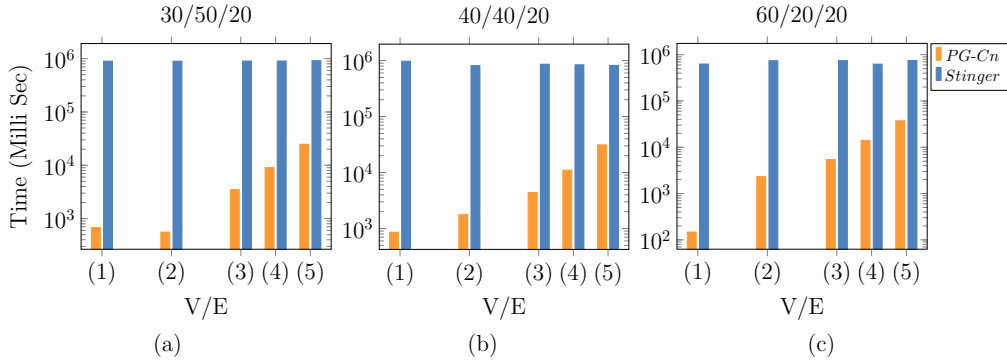 30/50/20
40/40/20
60/20/20
Time (Milli Sec)
10^6
10^5
10^4
10^3
(1) (2) (3) (4) (5)
V/E
(a)
10^6
10^5
10^4
10^3
(1) (2) (3) (4) (5)
V/E
(b)
10^6
10^5
10^4
10^3
10^2
(1) (2) (3) (4) (5)
V/E
(c)
PG-Cn
Stinger